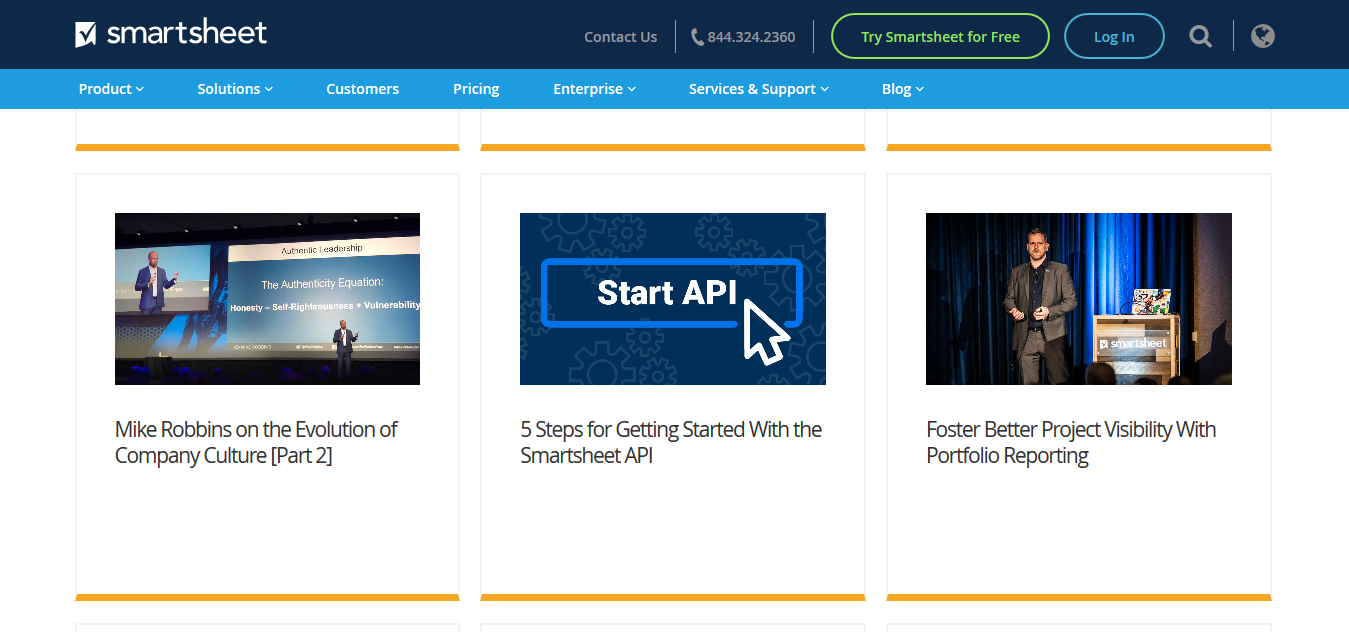 smartsheet
Contact Us
844.324.2360
Try Smartsheet for Free
Log In
Product
Solutions
Customers
Pricing
Enterprise
Services & Support
Blog
Authentic Leadership
The Authenticity Equation:
Honesty – Self-Righteousness + Vulnerability
Start API
smartsheet
Mike Robbins on the Evolution of
Company Culture [Part 2]
5 Steps for Getting Started With the
Smartsheet API
Foster Better Project Visibility With
Portfolio Reporting